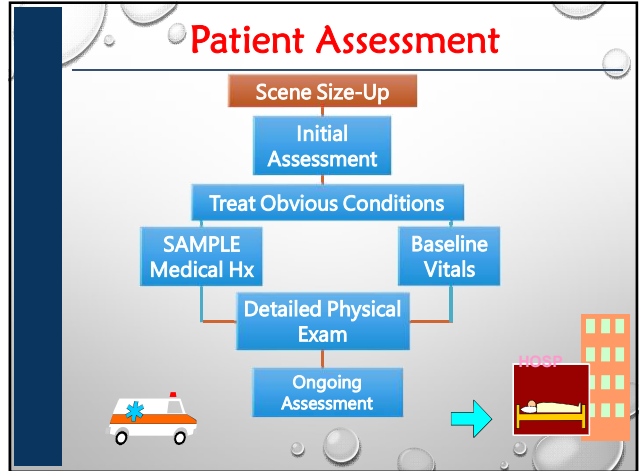 Patient Assessment
Scene Size-Up
Initial
Assessment
Treat Obvious Conditions
SAMPLE
Medical Hx
Baseline
Vitals
Detailed Physical
Exam
Ongoing
Assessment
HOSP